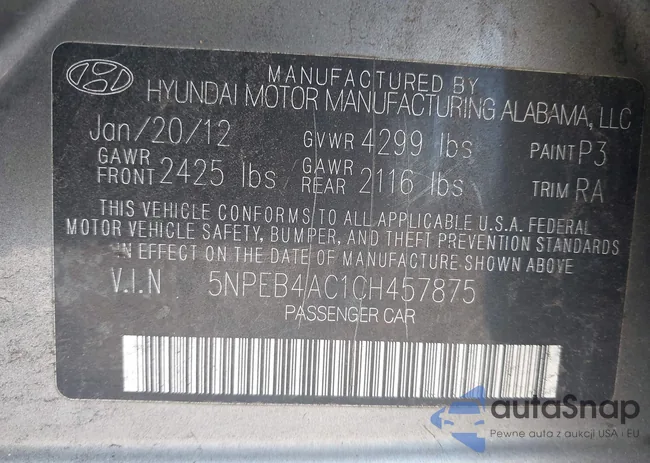 MANUFACTURED BY
HYUNDAI MOTOR MANUFACTURING ALABAMA, LLC
Jan/20/12 GVWR 4299 lbs PAINT P3
GAWR FRONT 2425 lbs GAWR REAR 2116 lbs TRIM RA
THIS VEHICLE CONFORMS TO ALL APPLICABLE U.S.A. FEDERAL
MOTOR VEHICLE SAFETY, BUMPER, AND THEFT PREVENTION STANDARDS
IN EFFECT ON THE DATE OF MANUFACTURE SHOWN ABOVE
V.I.N 5NPEB4AC1CH457875
PASSENGER CAR
autaSnap
Pewne auta z aukcji USA i EU